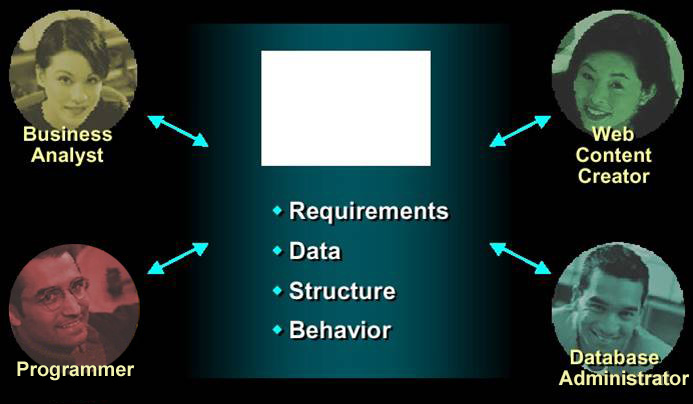 Business
Analyst
Web
Content
Creator
Requirements
Data
Structure
Behavior
Programmer
Database
Administrator